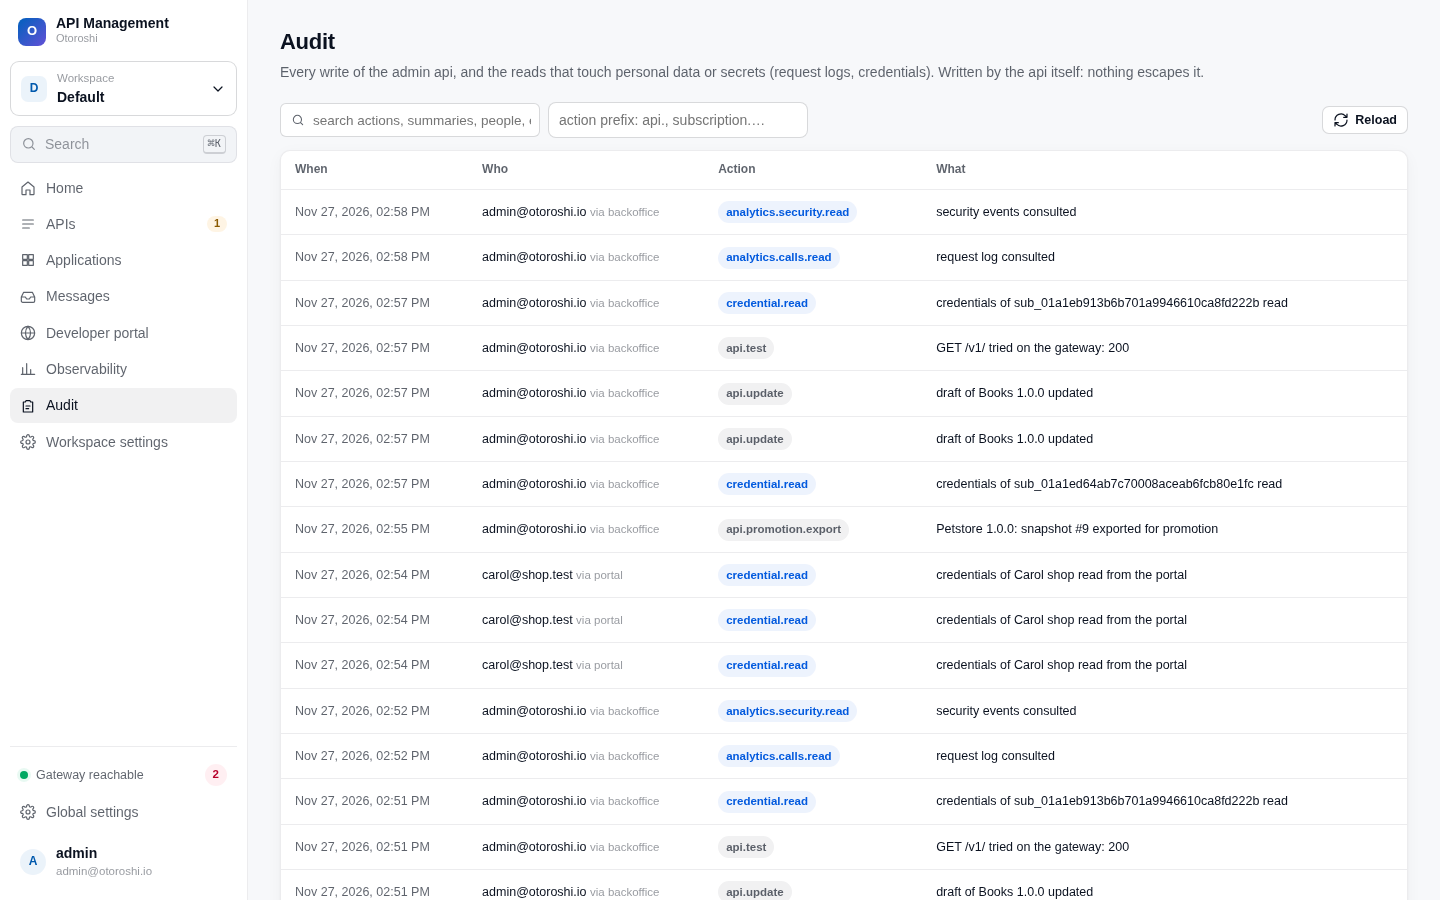 O
API Management
Otoroshi
D
Workspace
Default
Search
⌘K
Home
APIs
1
Applications
Messages
Developer portal
Observability
Audit
Workspace settings
Gateway reachable
2
Global settings
A
admin
admin@otoroshi.io
Audit
Every write of the admin api, and the reads that touch personal data or secrets (request logs, credentials). Written by the api itself: nothing escapes it.
search actions, summaries, people,
action prefix: api., subscription.…
Reload
When Who Action What
Nov 27, 2026, 02:58 PM admin@otoroshi.io via backoffice analytics.security.read security events consulted
Nov 27, 2026, 02:58 PM admin@otoroshi.io via backoffice analytics.calls.read request log consulted
Nov 27, 2026, 02:57 PM admin@otoroshi.io via backoffice credential.read credentials of sub_01a1eb913b6b701a9946610ca8fd222b read
Nov 27, 2026, 02:57 PM admin@otoroshi.io via backoffice api.test GET /v1/ tried on the gateway: 200
Nov 27, 2026, 02:57 PM admin@otoroshi.io via backoffice api.update draft of Books 1.0.0 updated
Nov 27, 2026, 02:57 PM admin@otoroshi.io via backoffice api.update draft of Books 1.0.0 updated
Nov 27, 2026, 02:57 PM admin@otoroshi.io via backoffice credential.read credentials of sub_01a1ed64ab7c70008aceab6fcb80e1fc read
Nov 27, 2026, 02:55 PM admin@otoroshi.io via backoffice api.promotion.export Petstore 1.0.0: snapshot #9 exported for promotion
Nov 27, 2026, 02:54 PM carol@shop.test via portal credential.read credentials of Carol shop read from the portal
Nov 27, 2026, 02:54 PM carol@shop.test via portal credential.read credentials of Carol shop read from the portal
Nov 27, 2026, 02:54 PM carol@shop.test via portal credential.read credentials of Carol shop read from the portal
Nov 27, 2026, 02:52 PM admin@otoroshi.io via backoffice analytics.security.read security events consulted
Nov 27, 2026, 02:52 PM admin@otoroshi.io via backoffice analytics.calls.read request log consulted
Nov 27, 2026, 02:51 PM admin@otoroshi.io via backoffice credential.read credentials of sub_01a1eb913b6b701a9946610ca8fd222b read
Nov 27, 2026, 02:51 PM admin@otoroshi.io via backoffice api.test GET /v1/ tried on the gateway: 200
Nov 27, 2026, 02:51 PM admin@otoroshi.io via backoffice api.update draft of Books 1.0.0 updated